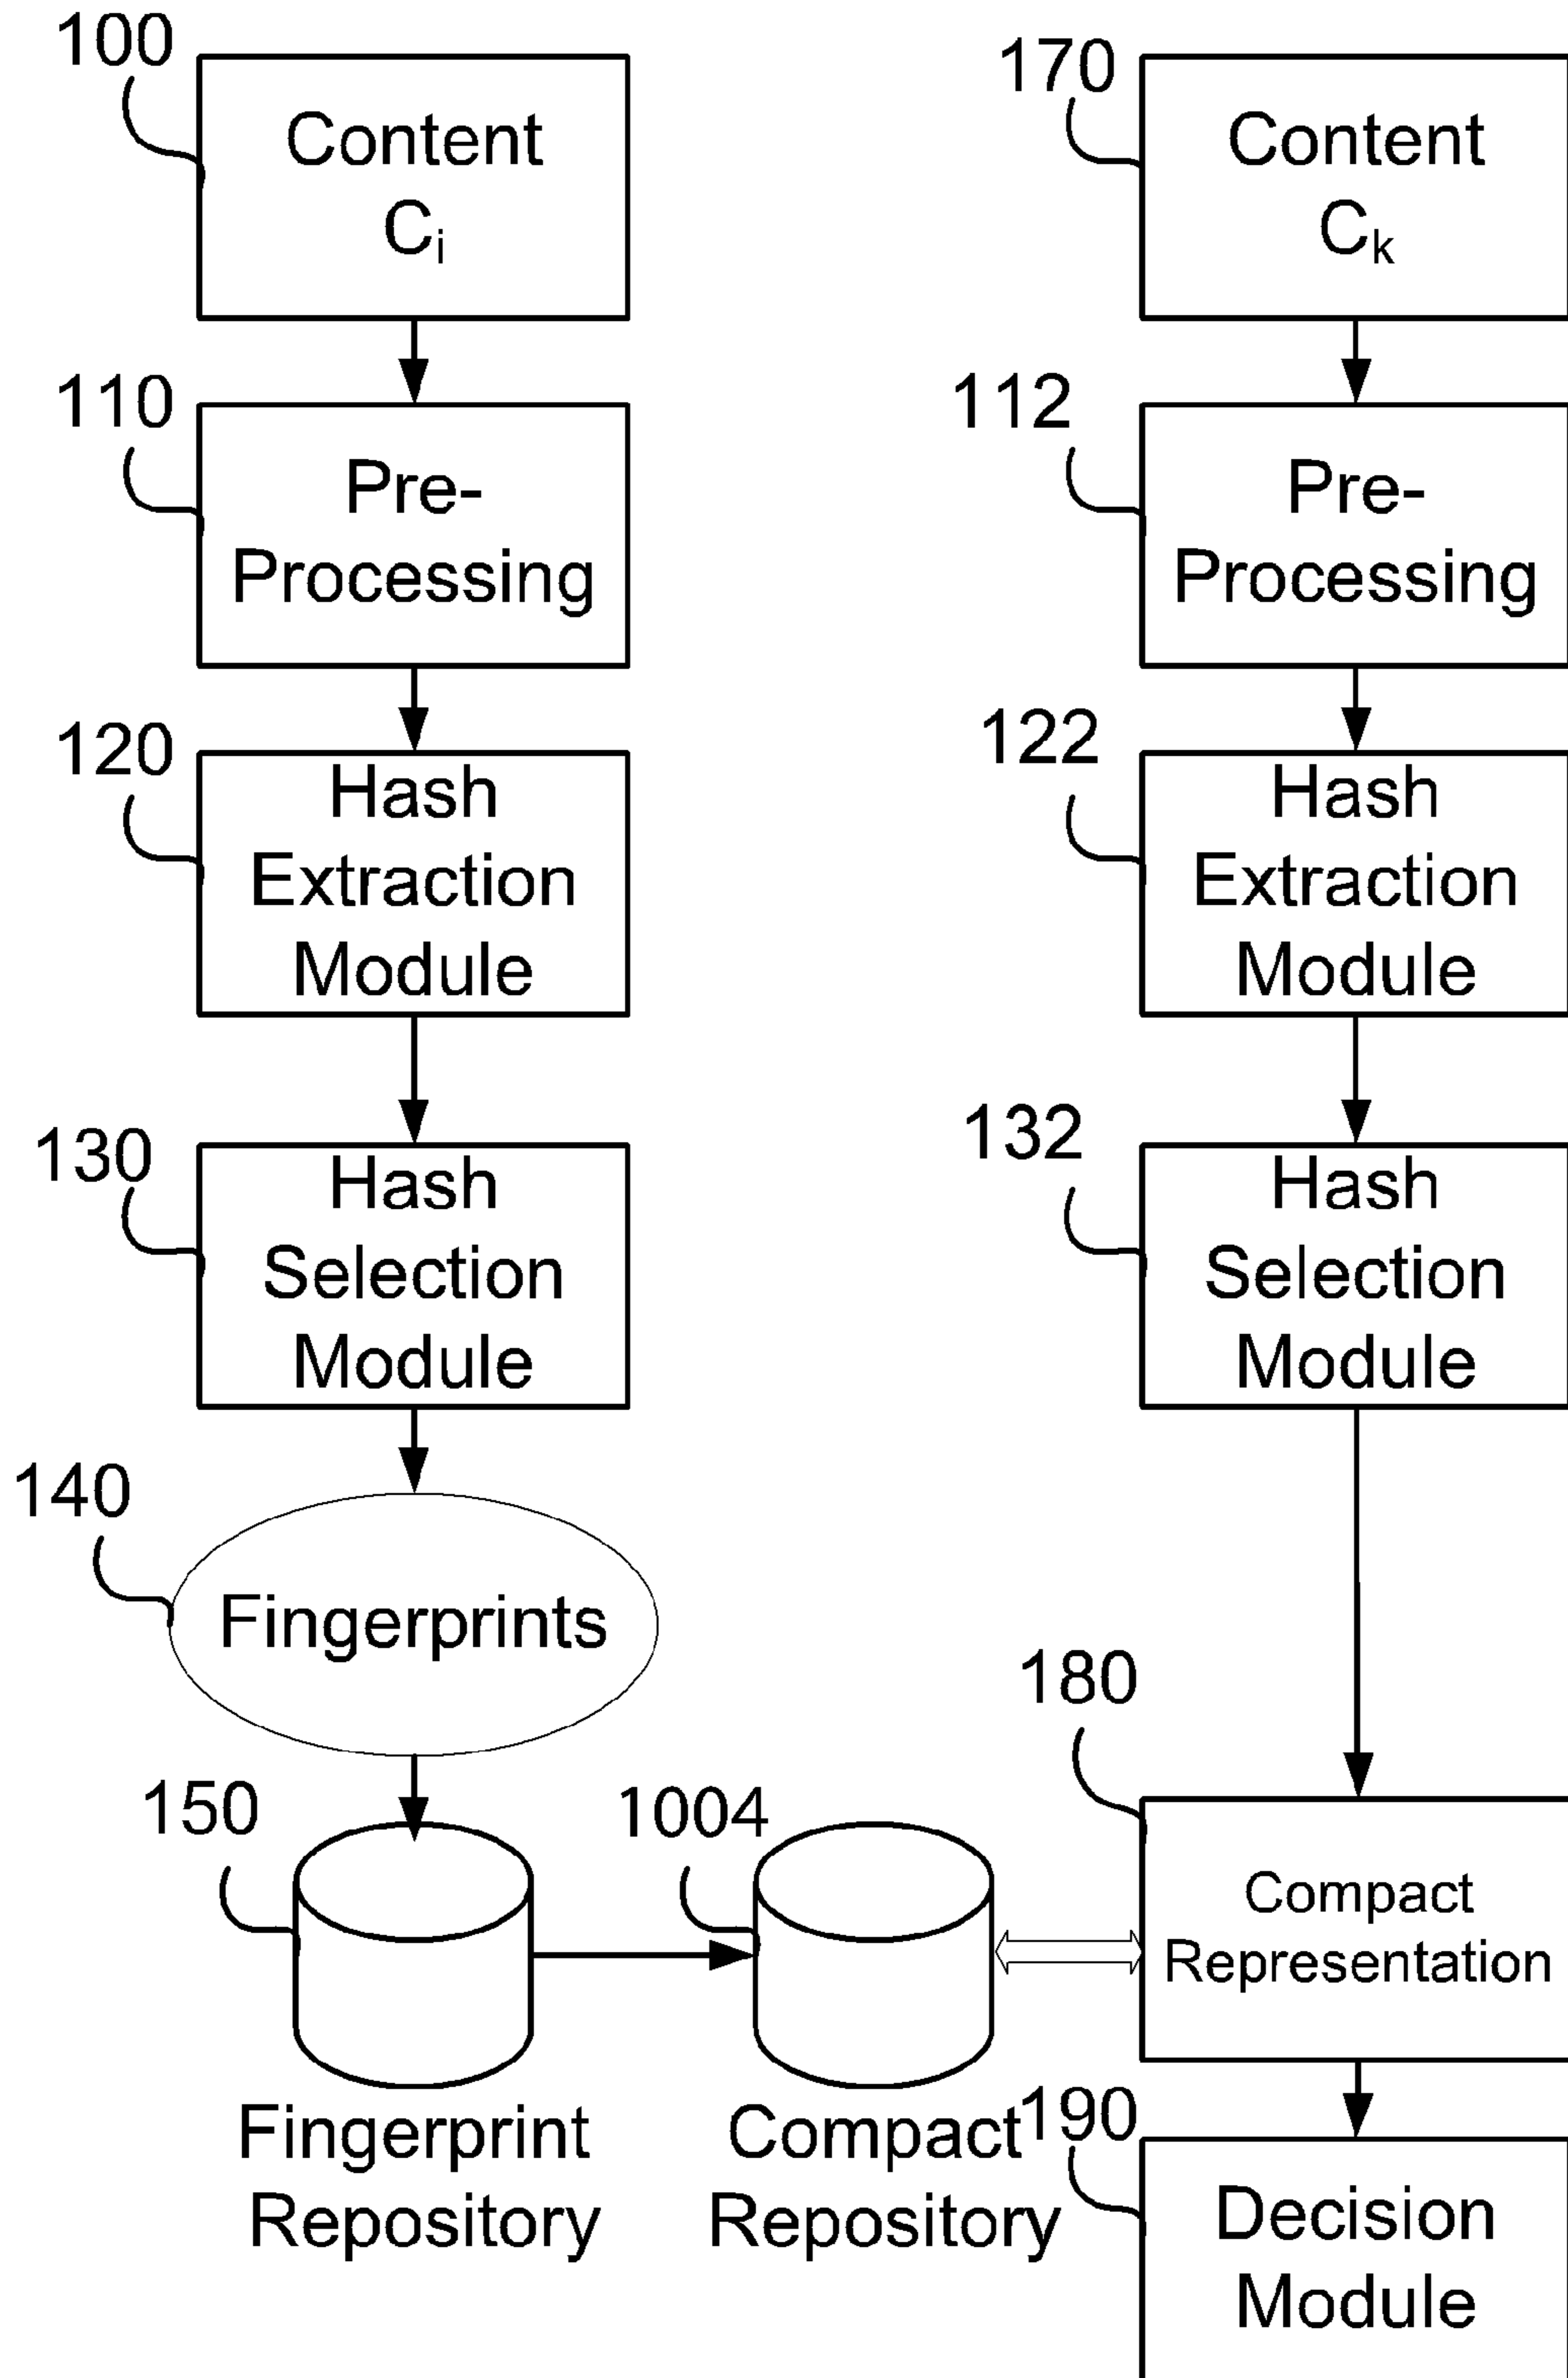 100
Content
Ci
110
Pre-
Processing
120
Hash
Extraction
Module
130
Hash
Selection
Module
140
Fingerprints
150
Fingerprint
Repository
1004
Compact
Repository
170
Content
Ck
112
Pre-
Processing
122
Hash
Extraction
Module
132
Hash
Selection
Module
180
Compact
Representation
190
Decision
Module